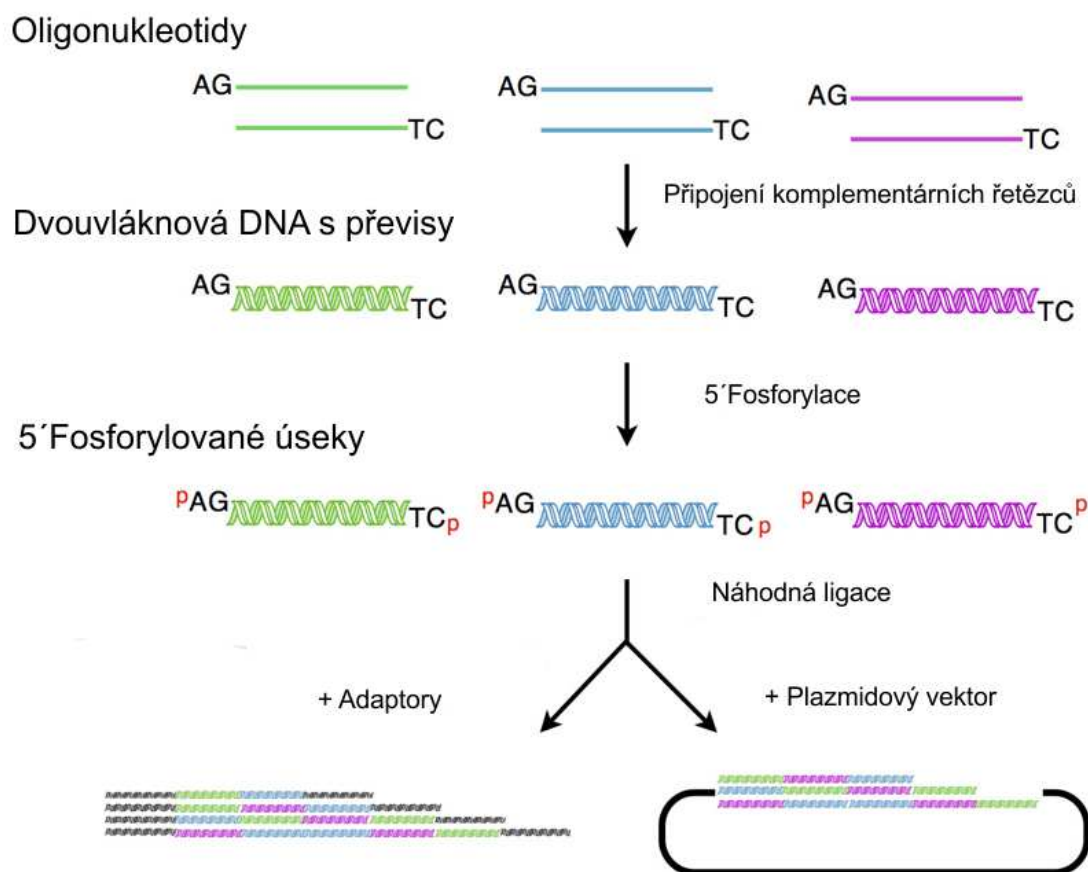 Oligonukleotidy
AG AG AG
TC TC TC
Připojení komplementárních řetězců
Dvouvláknová DNA s převisy
AG TC AG TC AG TC
5´Fosforylace
5´Fosforylované úseky
pAG TCp pAG TCp pAG TCp
Náhodná ligace
+ Adaptory
+ Plazmidový vektor